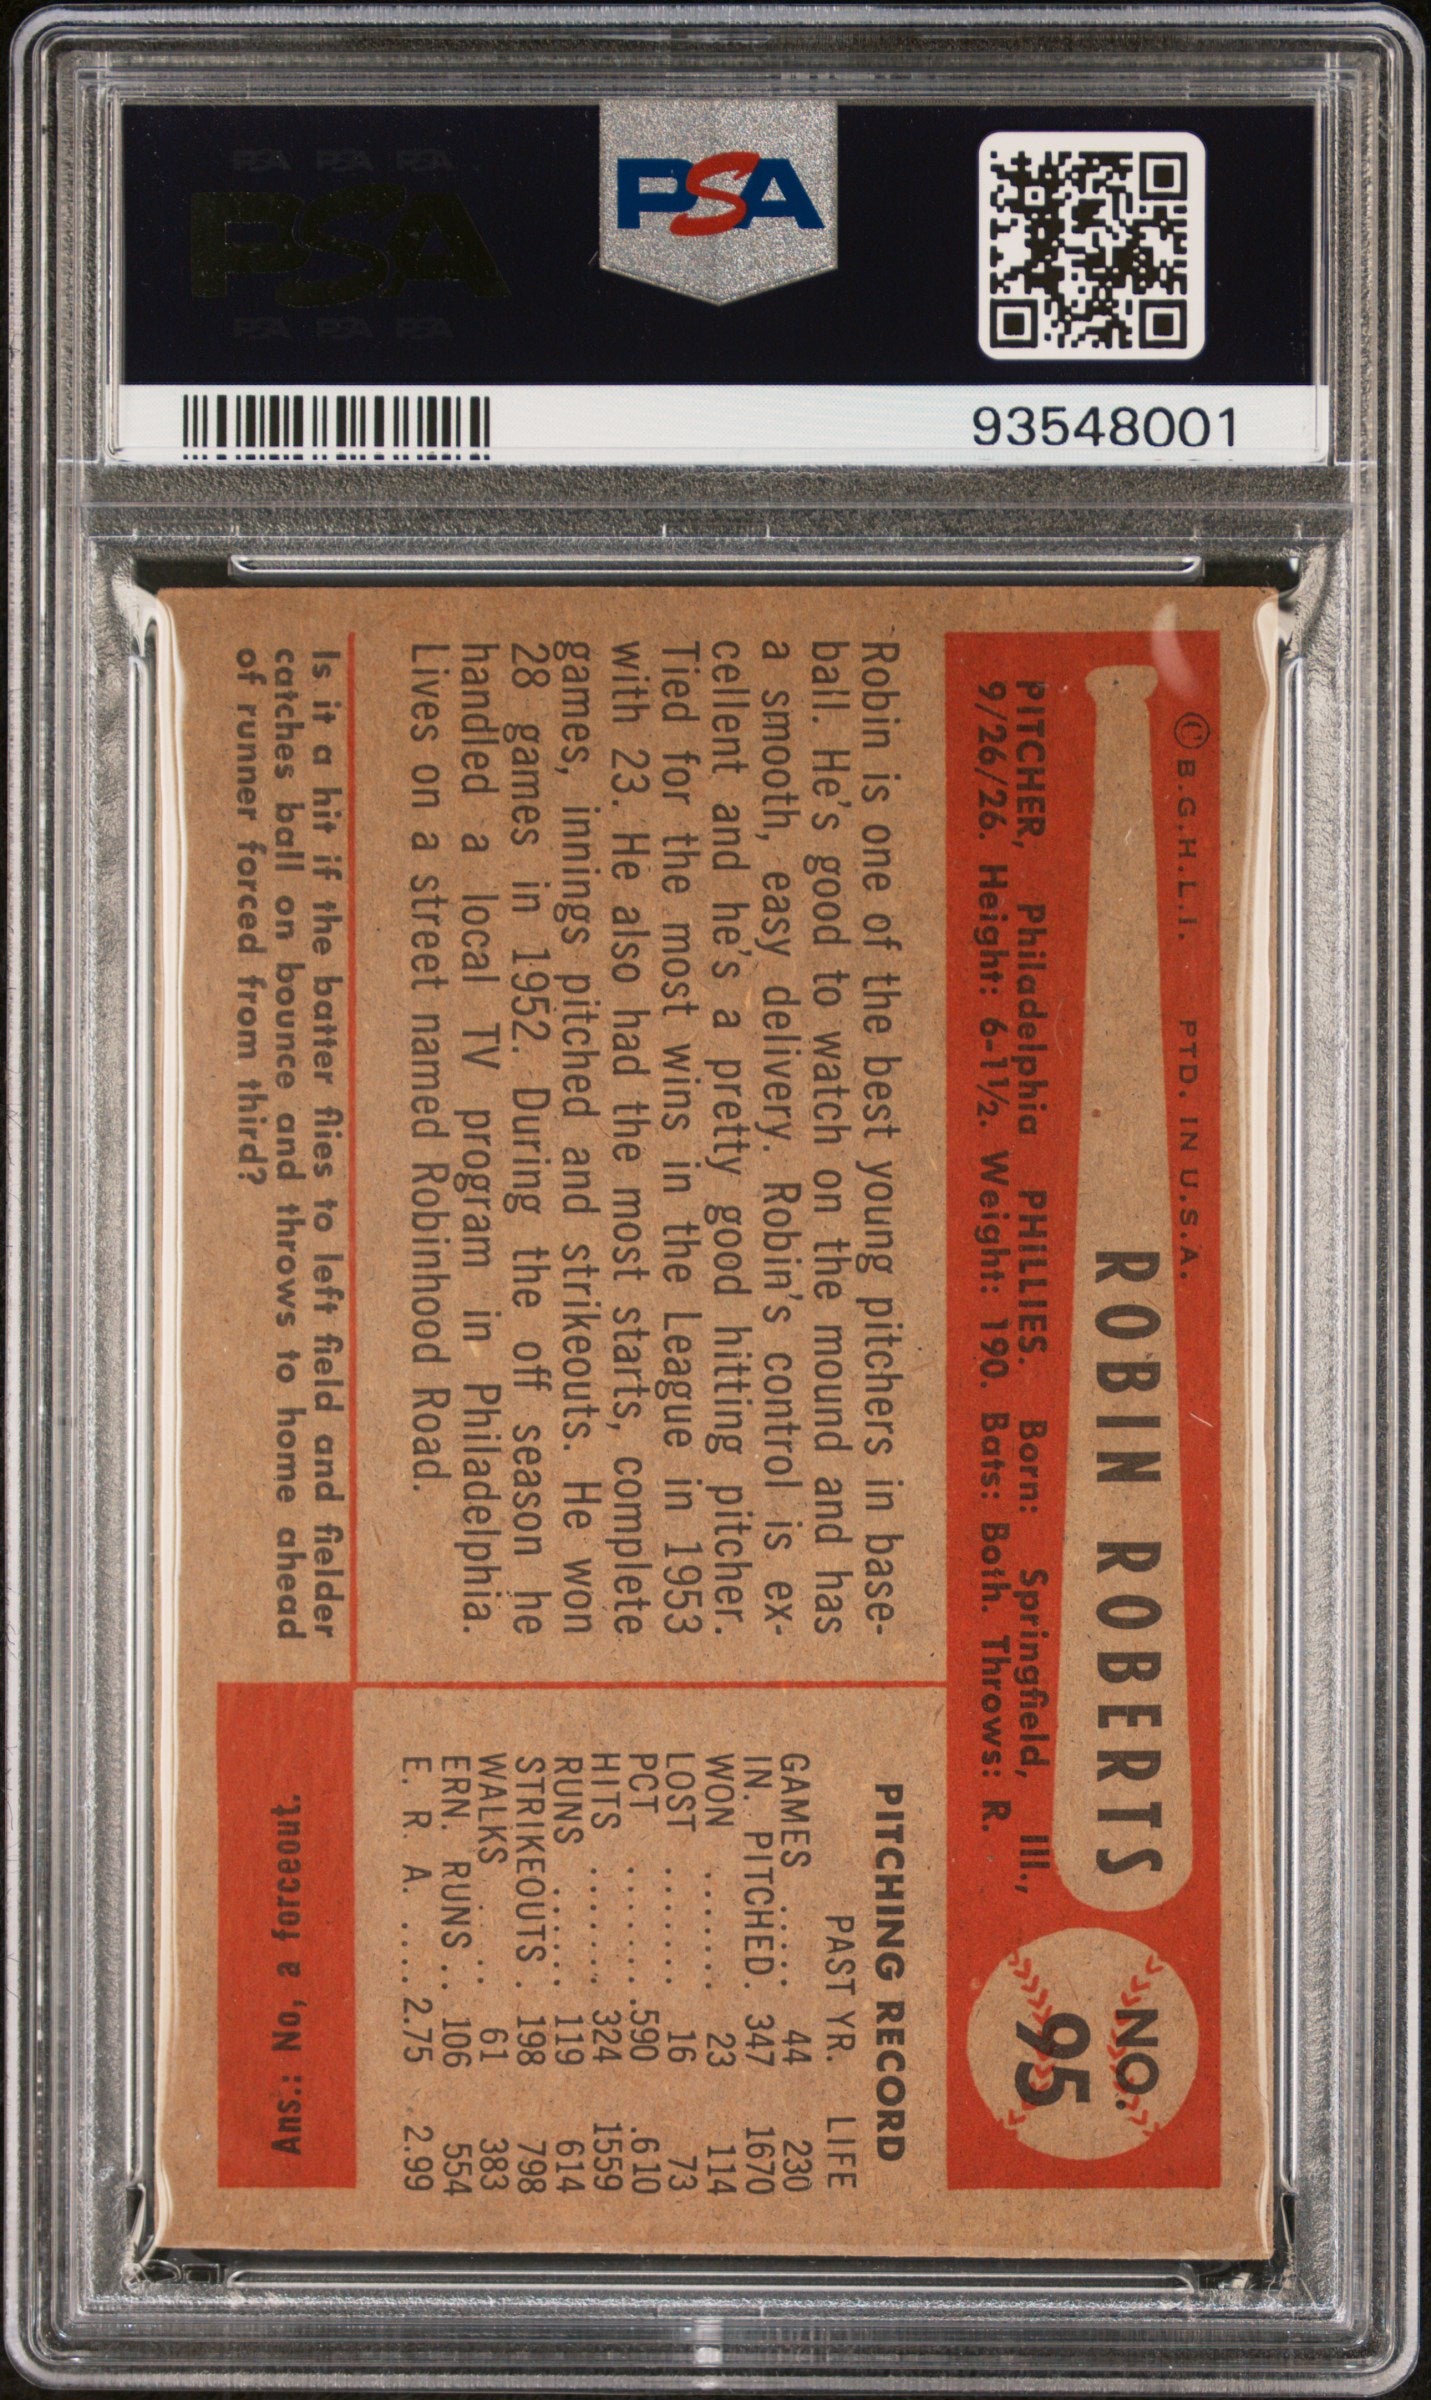 PSA PSA PSA
PSA
PSA PSA PSA
PSA
93548001
© B.G.H.L.I. PTD. IN U.S.A.
ROBIN ROBERTS
NO.
95
PITCHER, Philadelphia PHILLIES. Born: Springfield, Ill.,
9/26/26. Height: 6-1½. Weight: 190. Bats: Both. Throws: R.
Robin is one of the best young pitchers in base-
ball. He's good to watch on the mound and has
a smooth, easy delivery. Robin's control is ex-
cellent and he's a pretty good hitting pitcher.
Tied for the most wins in the League in 1953
with 23. He also had the most starts, complete
games, innings pitched and strikeouts. He won
28 games in 1952. During the off season he
handled a local TV program in Philadelphia.
Lives on a street named Robinhood Road.
PITCHING RECORD
PAST YR. LIFE
GAMES ..... 44 230
IN. PITCHED. 347 1670
WON ....... 23 114
LOST ...... 16 73
PCT ....... .590 .610
HITS ...... 324 1559
RUNS ..... 119 614
STRIKEOUTS . 198 798
WALKS .. 61 383
ERN. RUNS .. 106 554
E. R. A. .... 2.75 2.99
Is it a hit if the batter flies to left field and fielder
catches ball on bounce and throws to home ahead
of runner forced from third?
Ans.: No, a forceout.